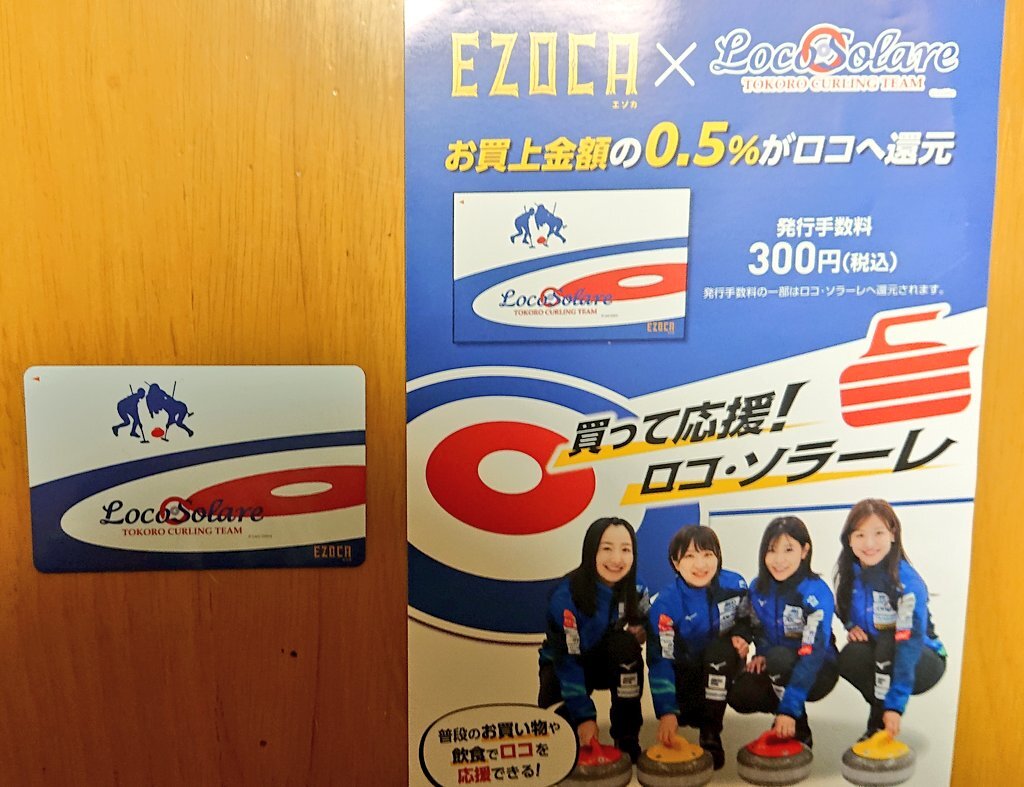 EZOCA × LocoSolare
エゾカ
TOKORO CURLING TEAM
お買上金額の0.5%がロコへ還元
LocoSolare
TOKORO CURLING TEAM
EZOCA
発行手数料
300円(税込)
発行手数料の一部はロコ・ソラーレへ還元されます。
買って応援!
ロコ・ソラーレ
普段のお買い物や
飲食でロコを
応援できる!
LocoSolare
TOKORO CURLING TEAM
EZOCA